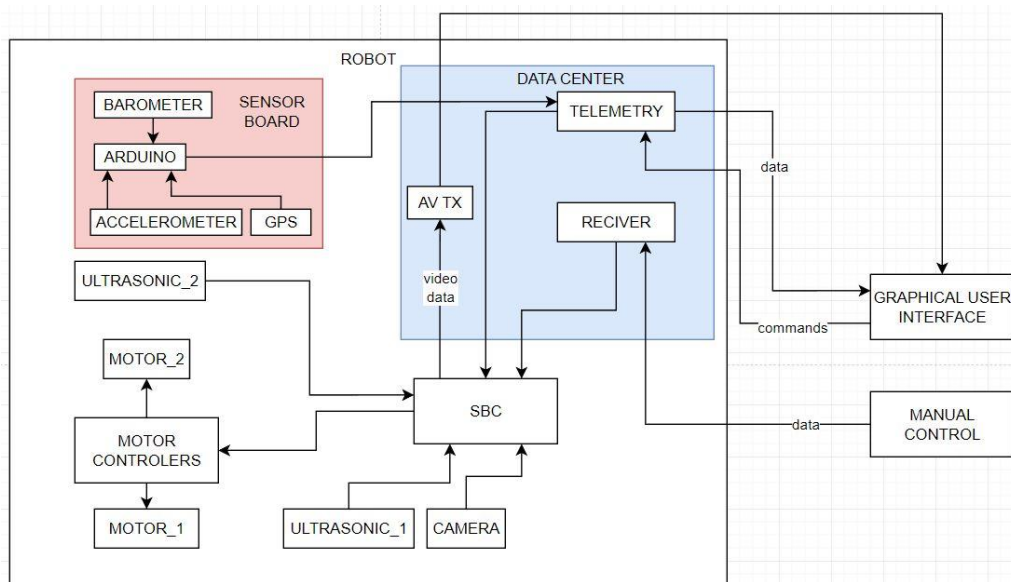 ROBOT
DATA CENTER
BAROMETER
SENSOR
BOARD
TELEMETRY
ARDUINO
data
AV TX
ACCELEROMETER
GPS
RECIVER
ULTRASONIC_2
video
data
GRAPHICAL USER
INTERFACE
commands
MOTOR_2
SBC
MANUAL
CONTROL
data
MOTOR
CONTROLERS
MOTOR_1
ULTRASONIC_1
CAMERA